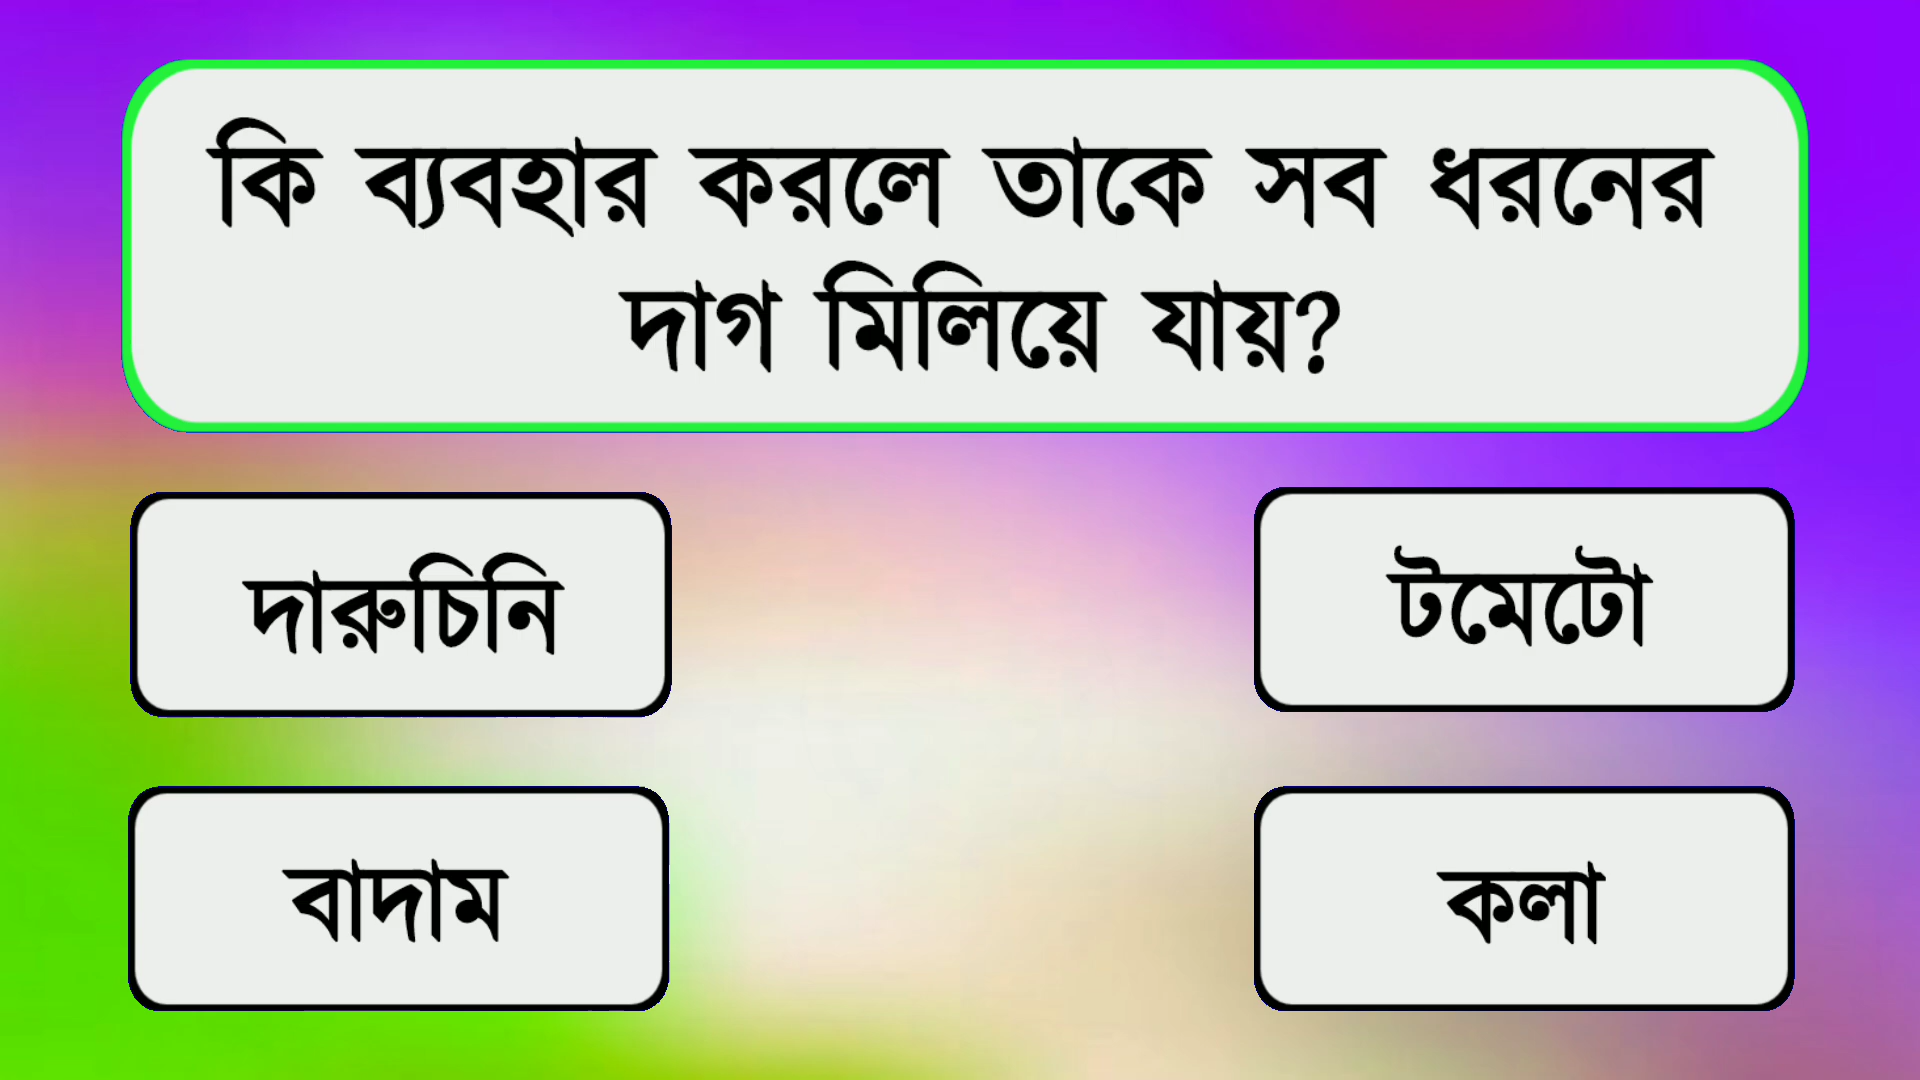 কি ব্যবহার করলে তাকে সব ধরনের
দাগ মিলিয়ে যায়?
দারুচিনি
টমেটো
বাদাম
কলা